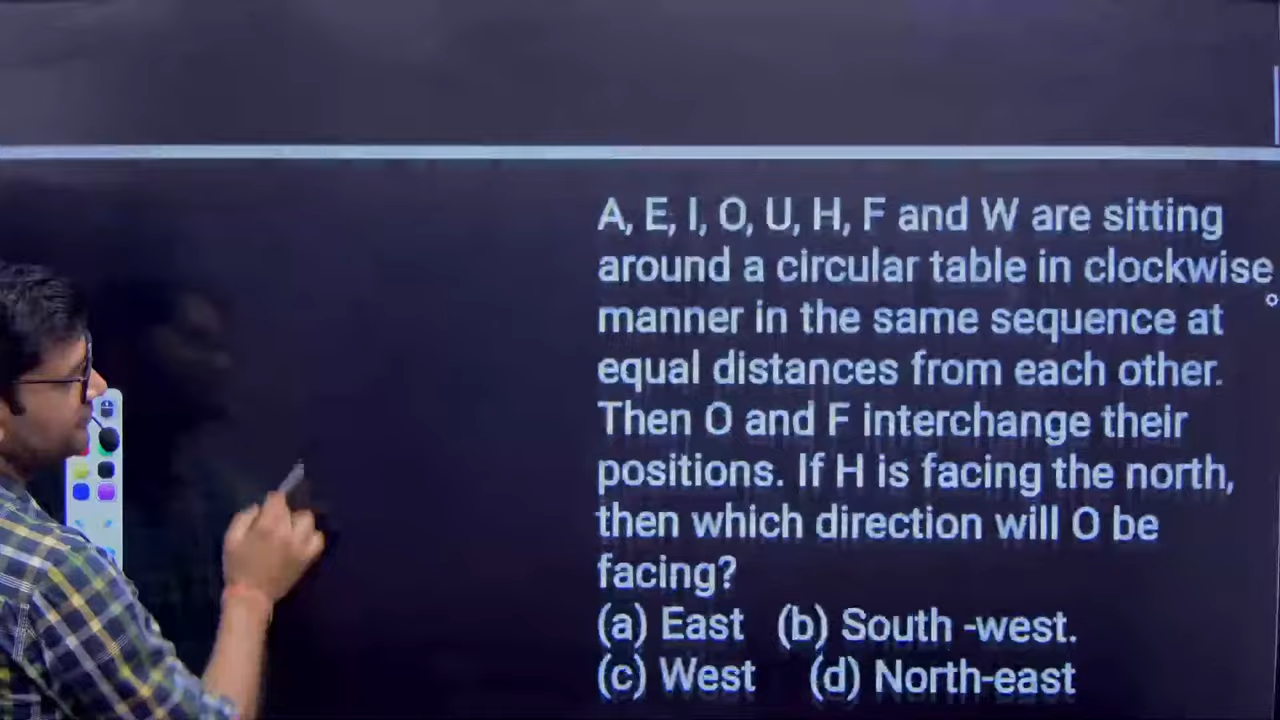 A, E, I, O, U, H, F and W are sitting
around a circular table in clockwise
manner in the same sequence at
equal distances from each other.
Then O and F interchange their
positions. If H is facing the north,
then which direction will O be
facing?
(a) East (b) South -west.
(c) West (d) North-east